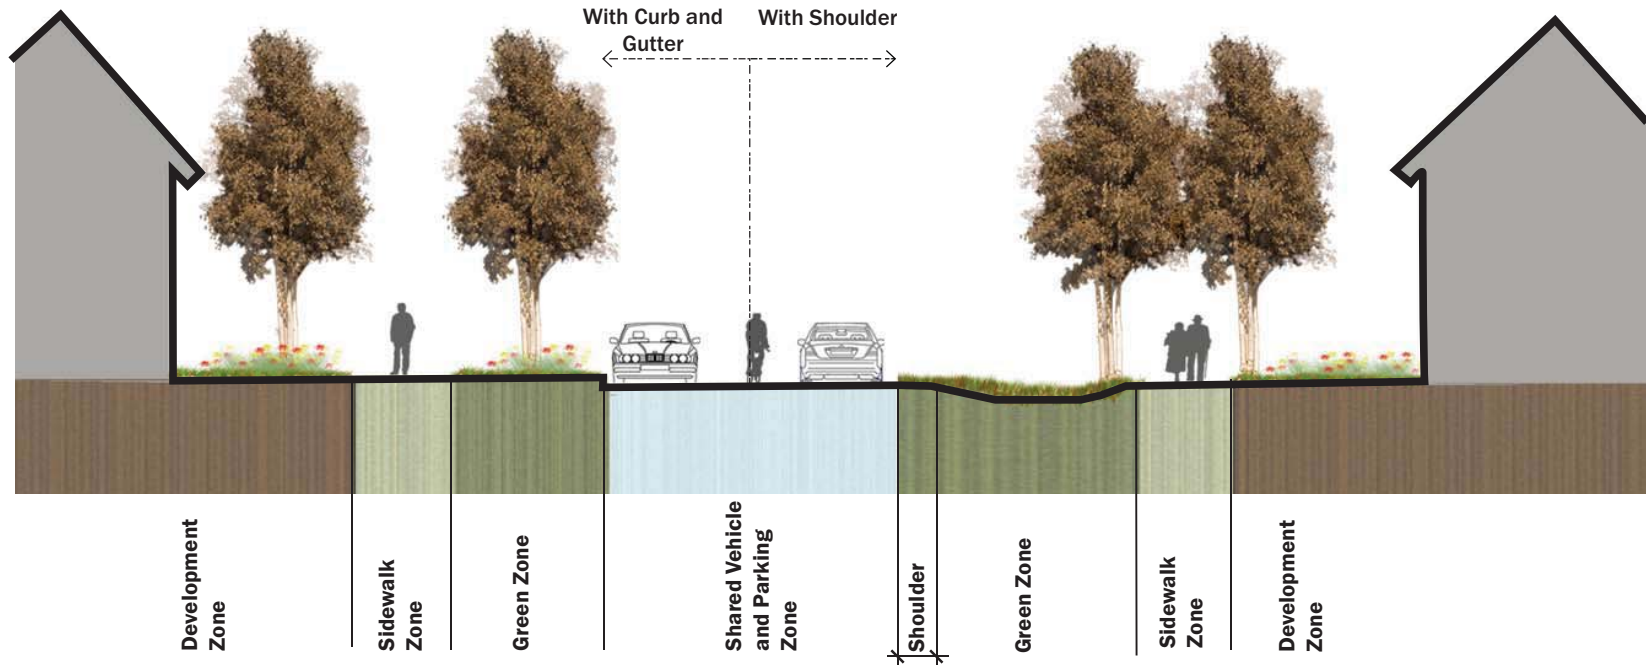 With Curb and
Gutter
With Shoulder
Development
Zone
Sidewalk
Zone
Green Zone
Shared Vehicle
and Parking
Zone
Shoulder
Green Zone
Sidewalk
Zone
Development
Zone